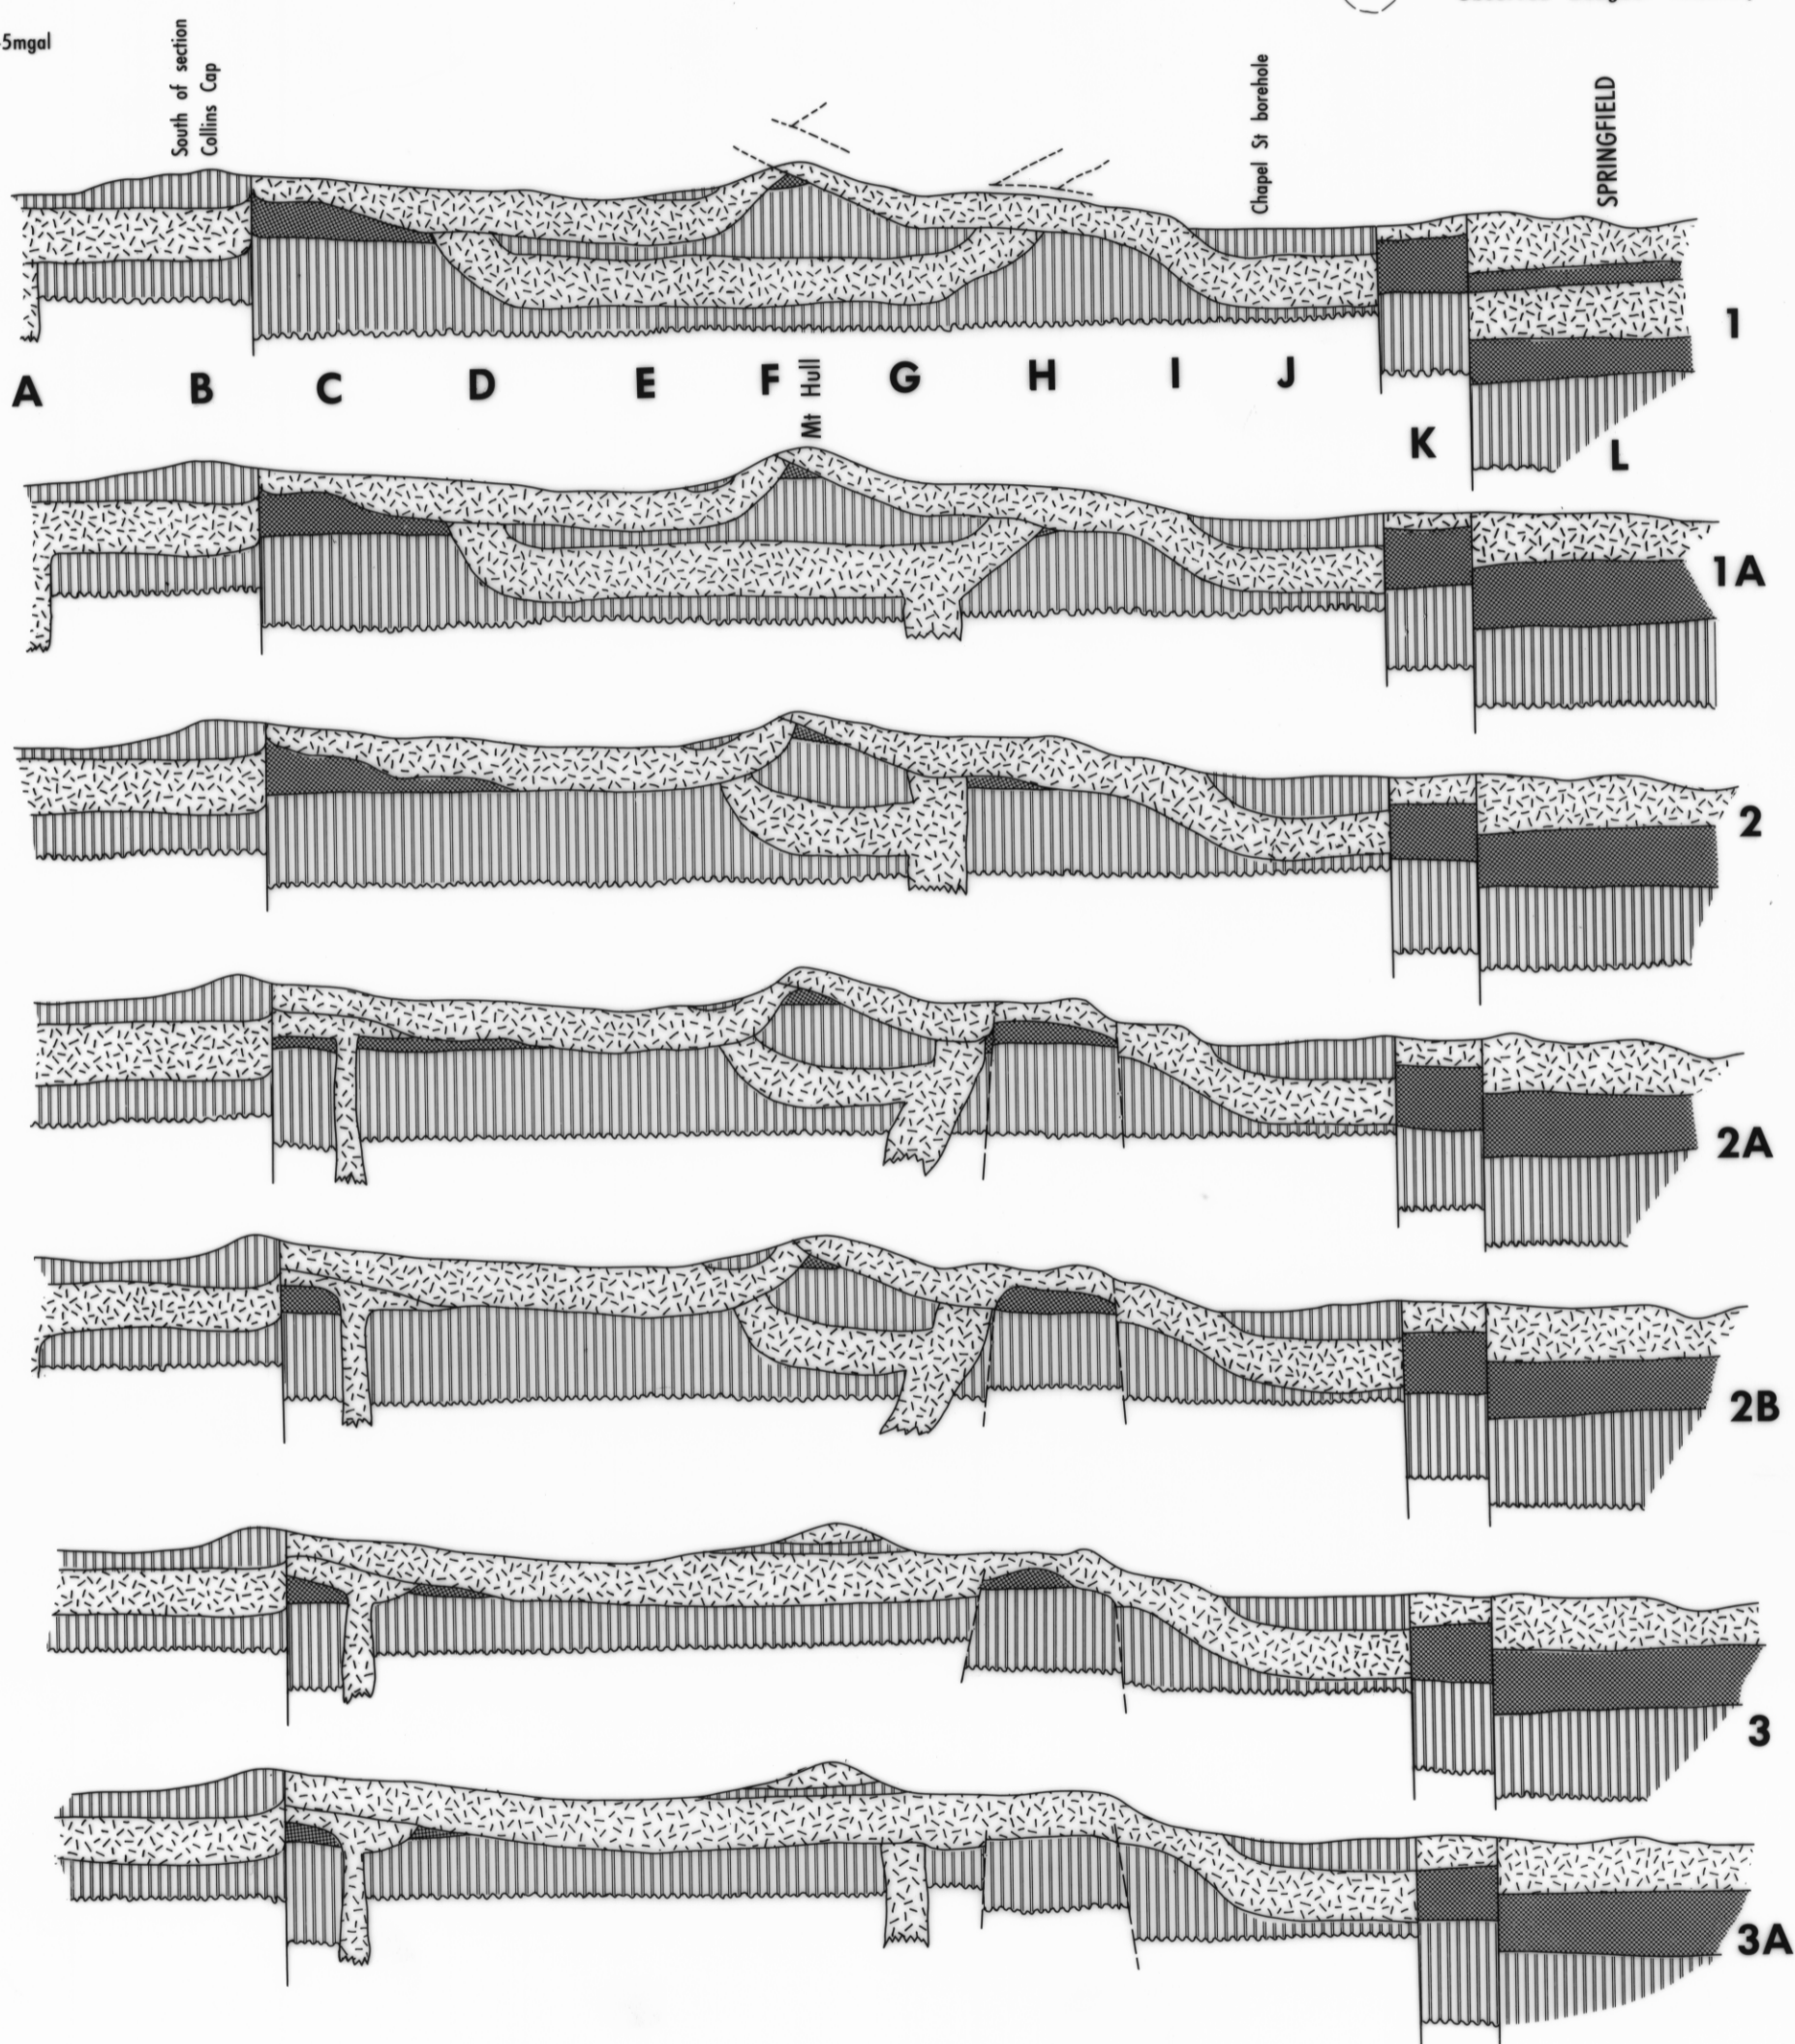 5mgal
South of section
Collins Cap
Chapel St borehole
SPRINGFIELD
1
A B C D E F G H I J
Mt Hull
K
L
1A
2
2A
2B
3
3A